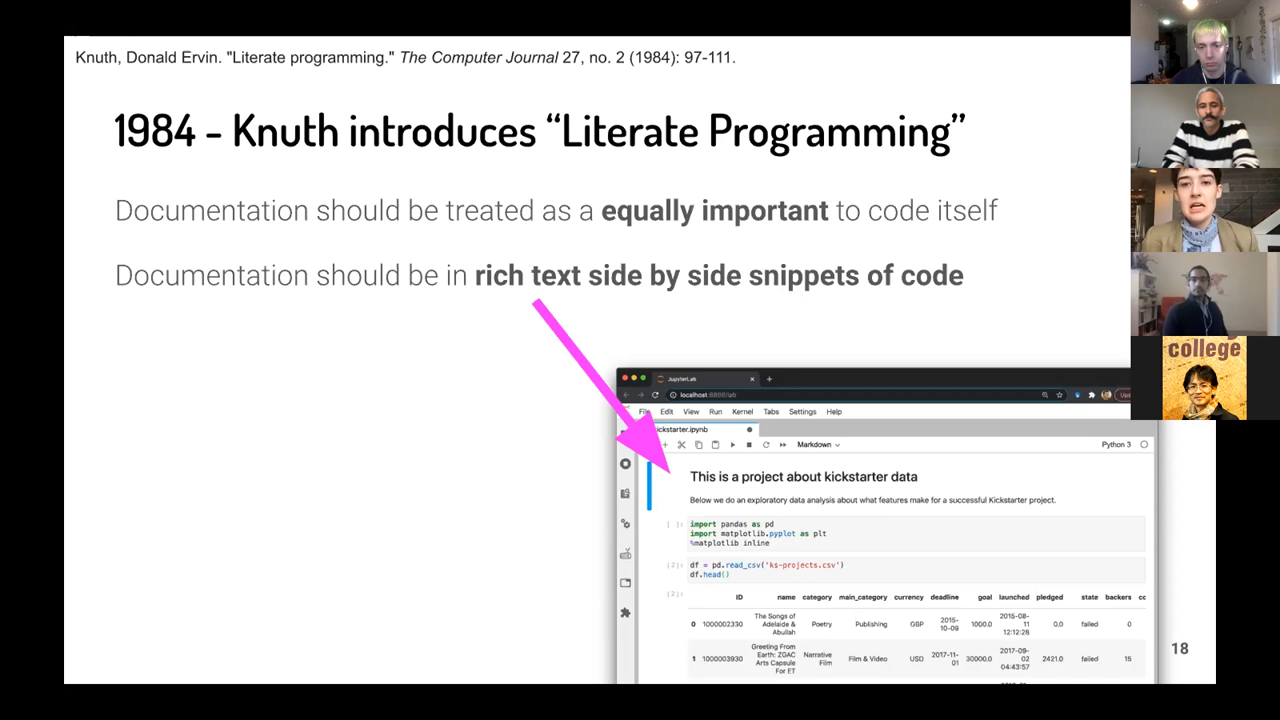 Knuth, Donald Ervin. "Literate programming." The Computer Journal 27, no. 2 (1984): 97-111.
1984 - Knuth introduces “Literate Programming”
Documentation should be treated as a equally important to code itself
Documentation should be in rich text side by side snippets of code
college
JupyterLab
localhost:8888/lab
File Edit View Run Kernel Tabs Settings Help
kickstarter.ipynb
Markdown Python 3
This is a project about kickstarter data
Below we do an exploratory data analysis about what features make for a successful Kickstarter project.
[ ]: import pandas as pd
import matplotlib.pyplot as plt
%matplotlib inline
[2]: df = pd.read_csv('ks-projects.csv')
df.head()
[2]:
ID name category main_category currency deadline goal launched pledged state backers cc
0 1000002330 The Songs of Adelaide & Abullah Poetry Publishing GBP 2015-10-09 1000.0 2015-08-11 12:12:28 0.0 failed 0
1 1000003930 Greeting From Earth: ZGAC Arts Capsule For ET Narrative Film Film & Video USD 2017-11-01 30000.0 2017-09-02 04:43:57 2421.0 failed 15
18